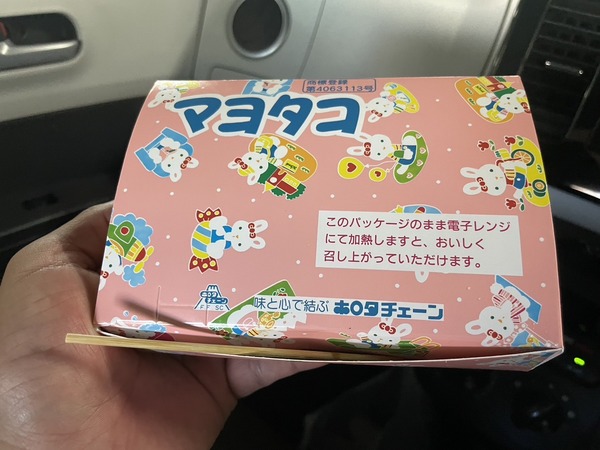 商標登録
第4063113号
マヨタコ
このパッケージのまま電子レンジ
にて加熱しますと、おいしく
召し上がっていただけます。
味と心で結ぶ ホロタチェーン